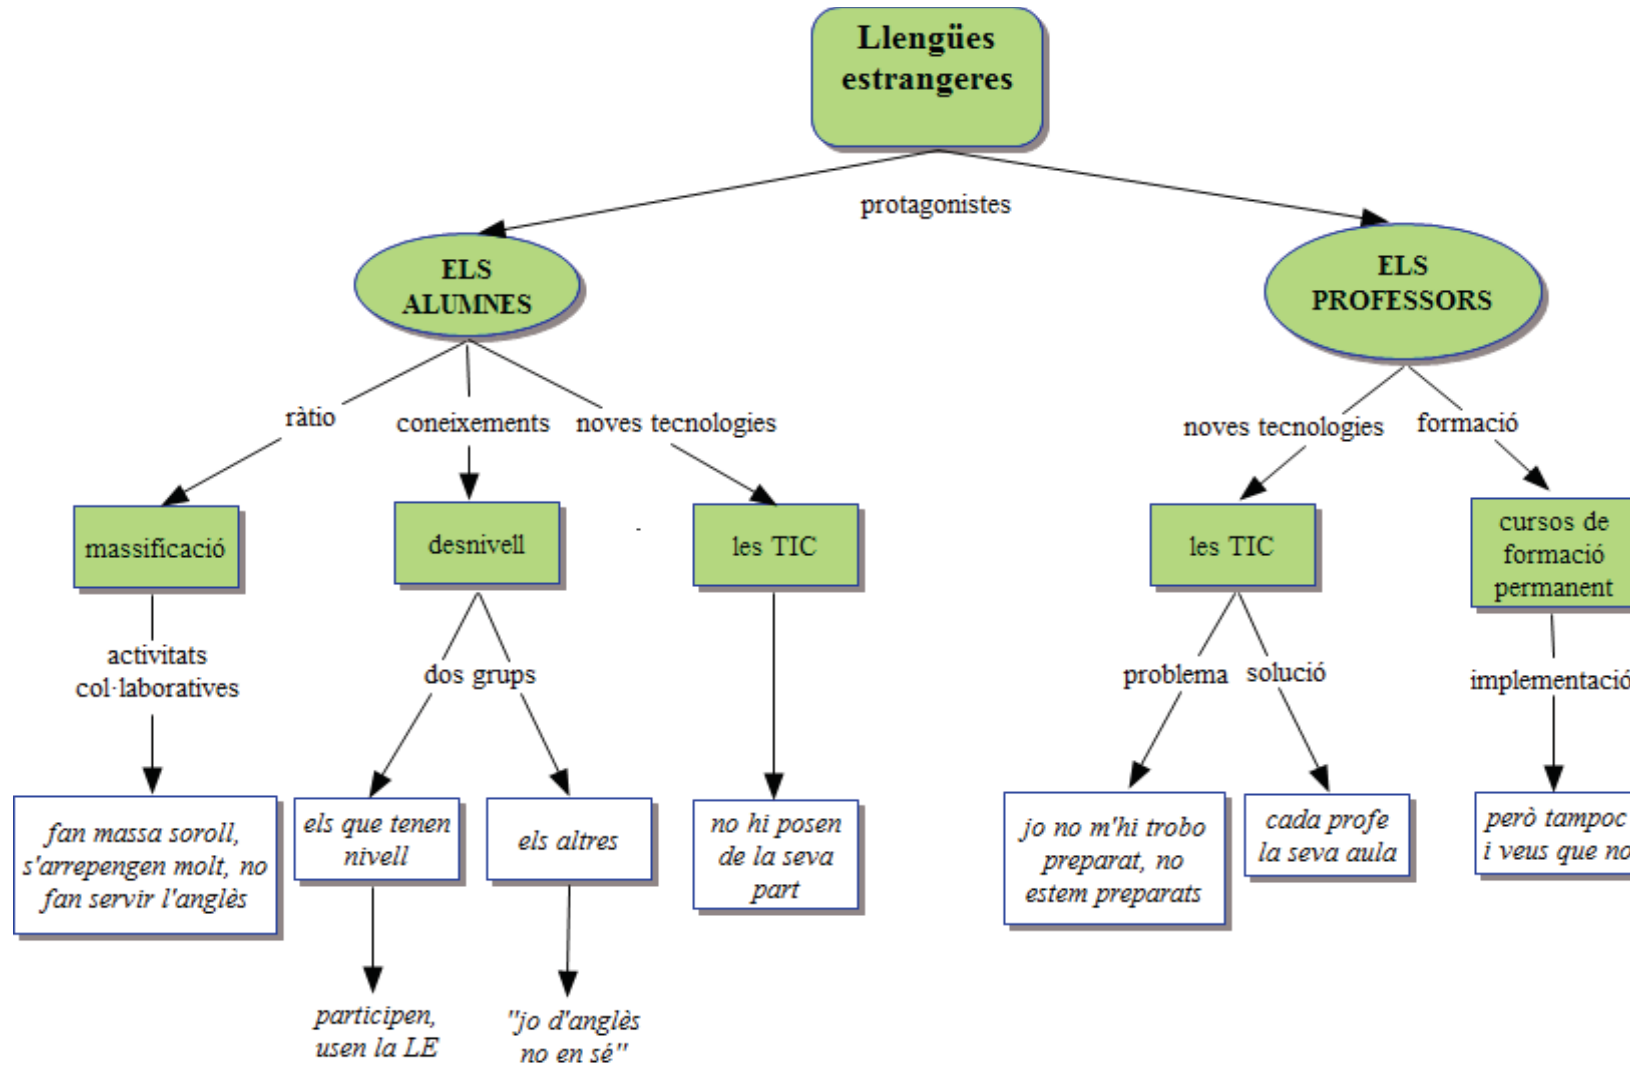 Llengües
estrangeres
protagonistes
ELS
ALUMNES
ELS
PROFESSORS
ràtio
coneixements
noves tecnologies
noves tecnologies
formació
massificació
desnivell
les TIC
les TIC
cursos de
formació
permanent
activitats
col·laboratives
dos grups
problema
solució
implementació
fan massa soroll,
s'arrepengen molt, no
fan servir l'anglès
els que tenen
nivell
els altres
no hi posen
de la seva
part
jo no m'hi trobo
preparat, no
estem preparats
cada profe
la seva aula
però tampoc
i veus que no
participen,
usen la LE
"jo d'anglès
no en sé"